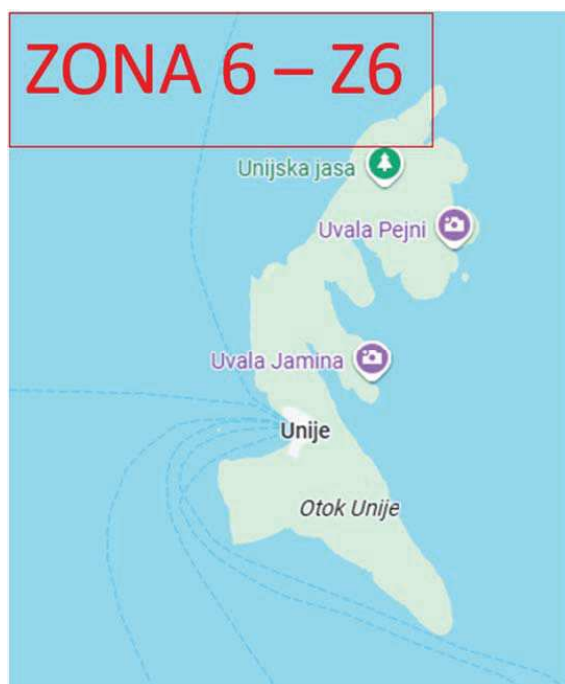 ZONA 6 – Z6
Unijska jasa
Uvala Pejni
Uvala Jamina
Unije
Otok Unije